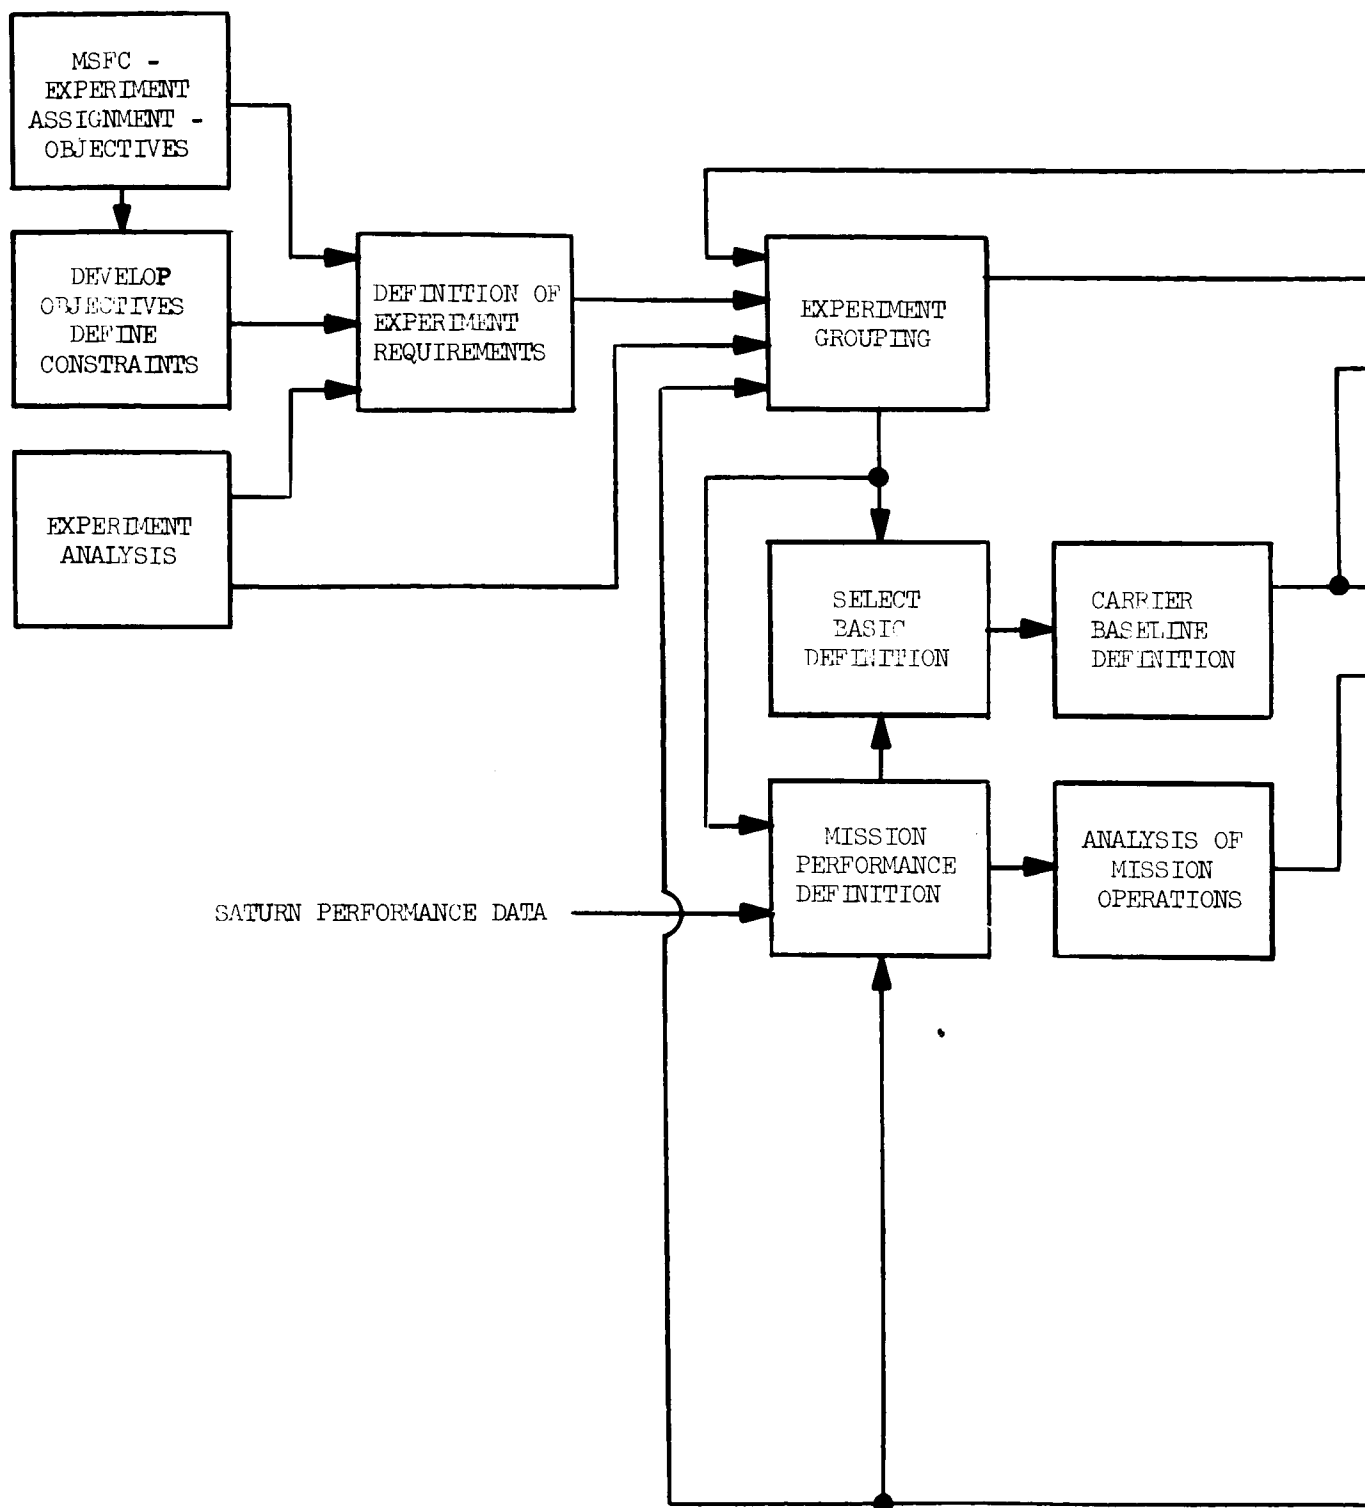 MSFC -
EXPERIMENT
ASSIGNMENT -
OBJECTIVES
DEVELOP
OBJECTIVES
DEFINE
CONSTRAINTS
EXPERIMENT
ANALYSIS
DEFINITION OF
EXPERIMENT
REQUIREMENTS
EXPERIMENT
GROUPING
SELECT
BASIC
DEFINITION
CARRIER
BASELINE
DEFINITION
MISSION
PERFORMANCE
DEFINITION
ANALYSIS OF
MISSION
OPERATIONS
SATURN PERFORMANCE DATA